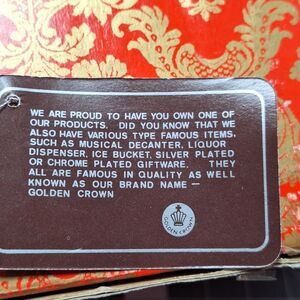 WE ARE PROUD TO HAVE YOU OWN ONE OF
OUR PRODUCTS. DID YOU KNOW THAT WE
ALSO HAVE VARIOUS TYPE FAMOUS ITEMS,
SUCH AS MUSICAL DECANTER, LIQUOR
DISPENSER, ICE BUCKET, SILVER PLATED
OR CHROME PLATED GIFTWARE. THEY
ALL ARE FAMOUS IN QUALITY AS WELL
KNOWN AS OUR BRAND NAME —
GOLDEN CROWN
GOLDEN CROWN